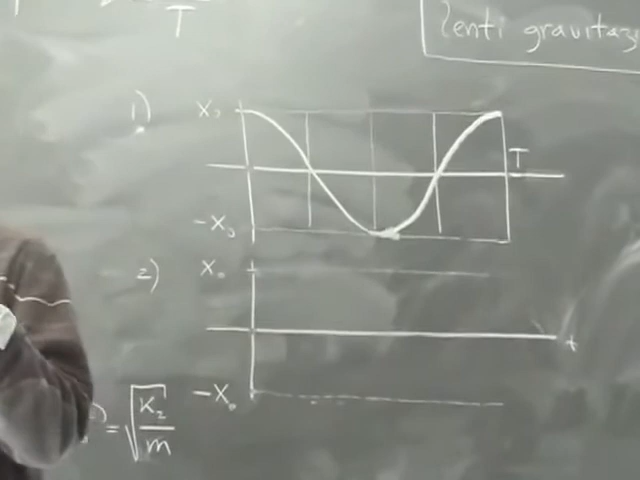 T
lenti gravitaz
1)
x₀
T
-x₀
2)
x₀
t
-x₀
= √K₂/m